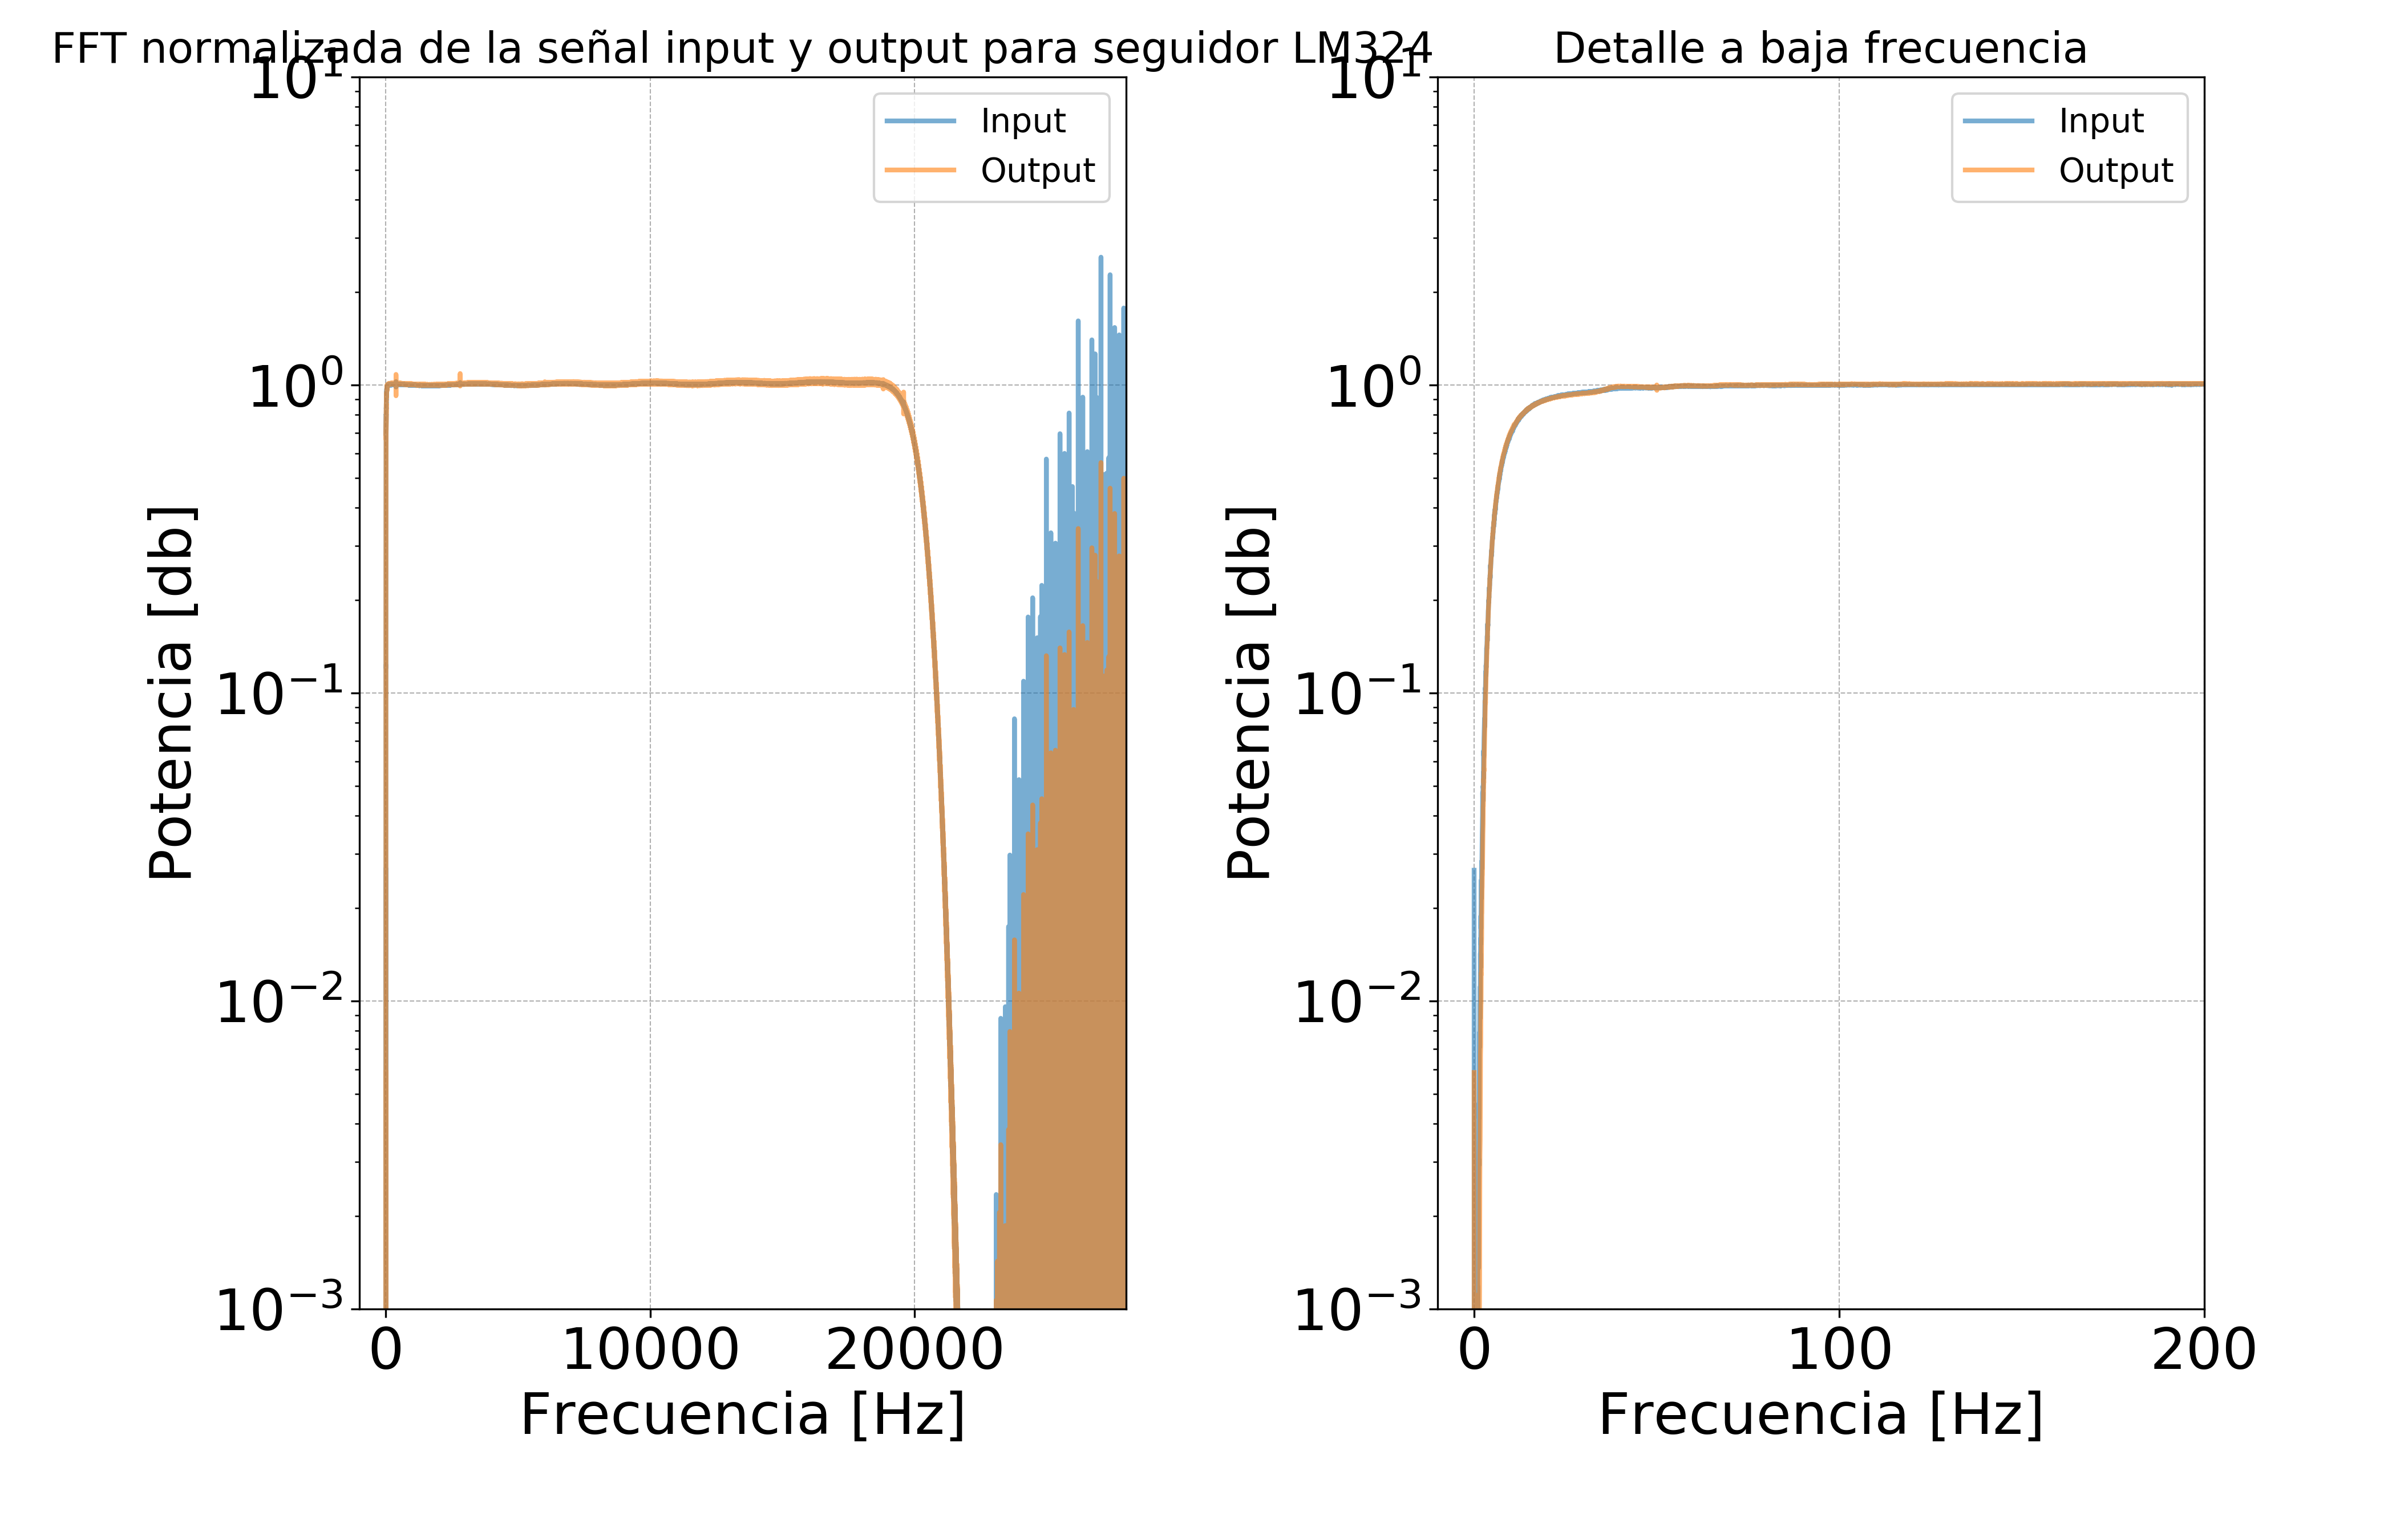 FFT normalizada de la señal input y output para seguidor LM324
Potencia [db]
10¹
10⁰
10⁻¹
10⁻²
10⁻³
Input
Output
0 10000 20000
Frecuencia [Hz]
Detalle a baja frecuencia
Potencia [db]
10¹
10⁰
10⁻¹
10⁻²
10⁻³
Input
Output
0 100 200
Frecuencia [Hz]